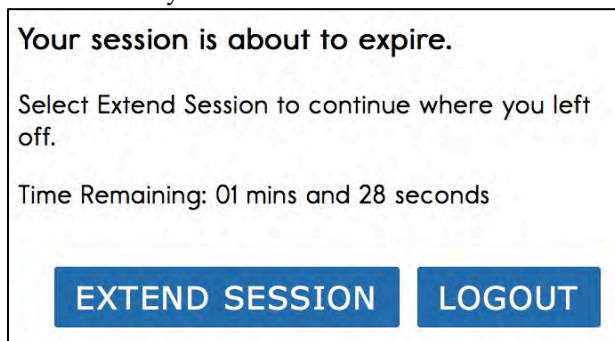 Your session is about to expire.
Select Extend Session to continue where you left
off.
Time Remaining: 01 mins and 28 seconds
EXTEND SESSION LOGOUT